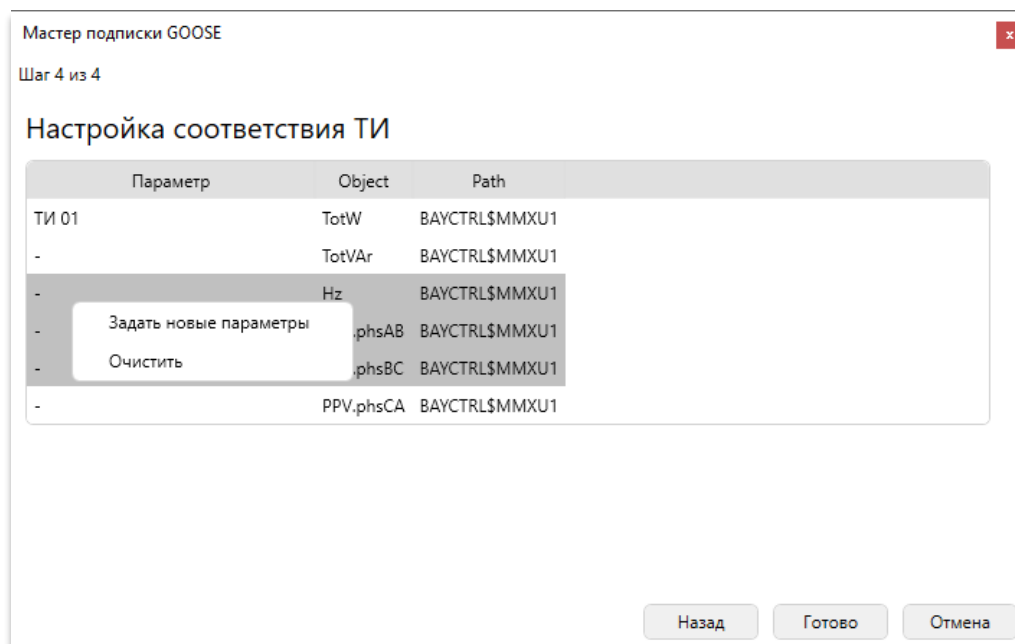 Мастер подписки GOOSE
x
Шаг 4 из 4
Настройка соответствия ТИ
Параметр Object Path
ТИ 01 TotW BAYCTRL$MMXU1
- TotVAr BAYCTRL$MMXU1
- Hz BAYCTRL$MMXU1
Задать новые параметры
- .phsAB BAYCTRL$MMXU1
Очистить
- .phsBC BAYCTRL$MMXU1
- PPV.phsCA BAYCTRL$MMXU1
Назад Готово Отмена